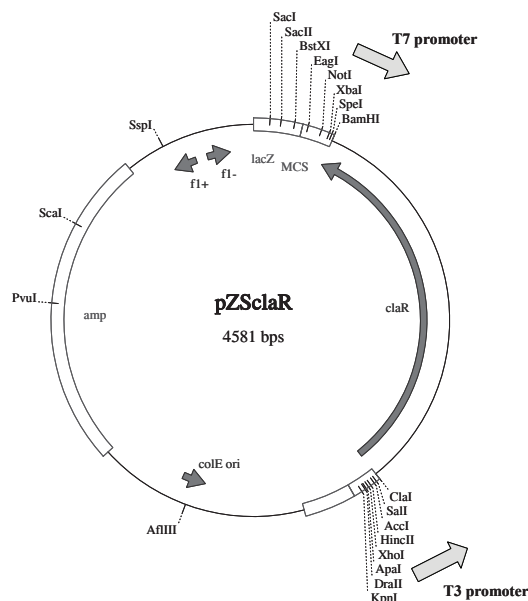 SacI
SacII
BstXI
EagI
NotI
XbaI
SpeI
BamHI
T7 promoter
SspI
f1+
f1-
lacZ
MCS
ScaI
PvuI
amp
pZSclaR
4581 bps
claR
colE ori
AflIII
ClaI
SalI
AccI
HincII
XhoI
ApaI
DraII
KpnI
T3 promoter